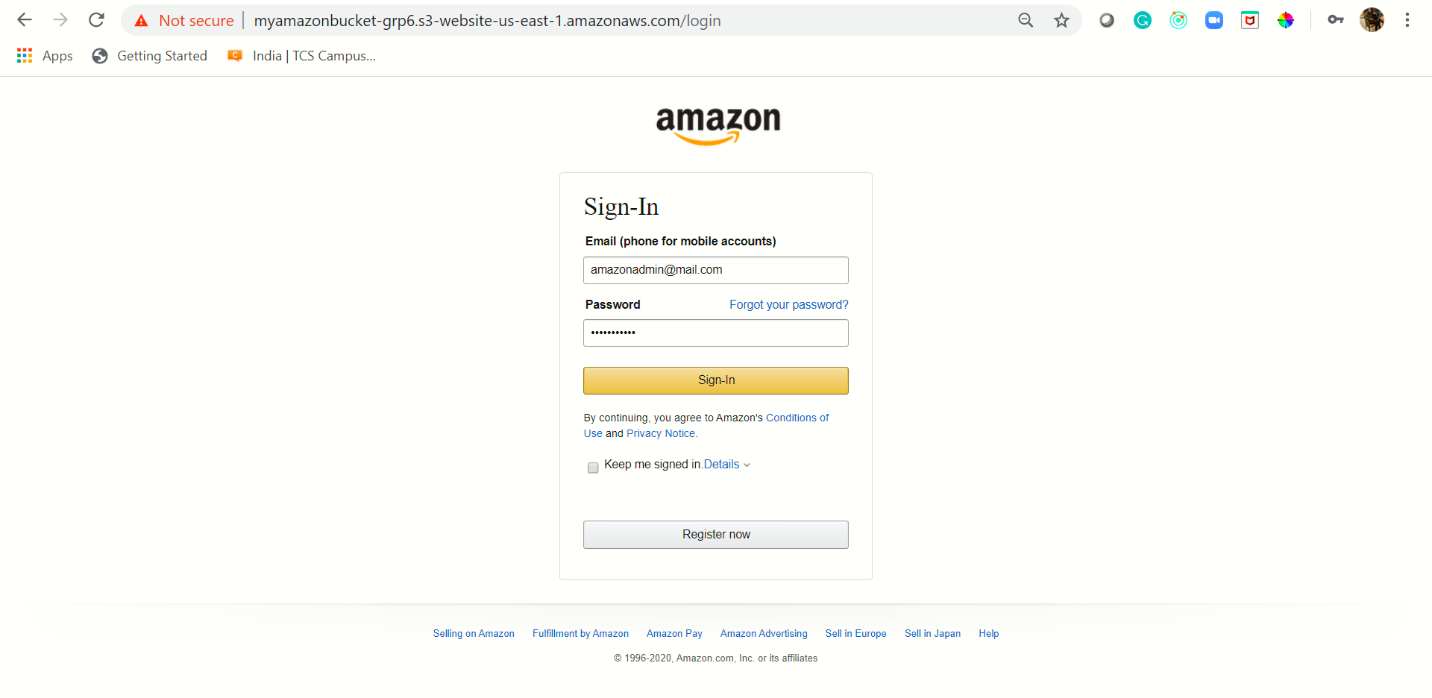 Not secure | myamazonbucket-grp6.s3-website-us-east-1.amazonaws.com/login
Apps Getting Started India | TCS Campus...
amazon
Sign-In
Email (phone for mobile accounts)
amazonadmin@mail.com
Password Forgot your password?
•••••••••••
Sign-In
By continuing, you agree to Amazon's Conditions of
Use and Privacy Notice.
Keep me signed in.Details
Register now
Selling on Amazon Fulfillment by Amazon Amazon Pay Amazon Advertising Sell in Europe Sell in Japan Help
© 1996-2020, Amazon.com, Inc. or its affiliates